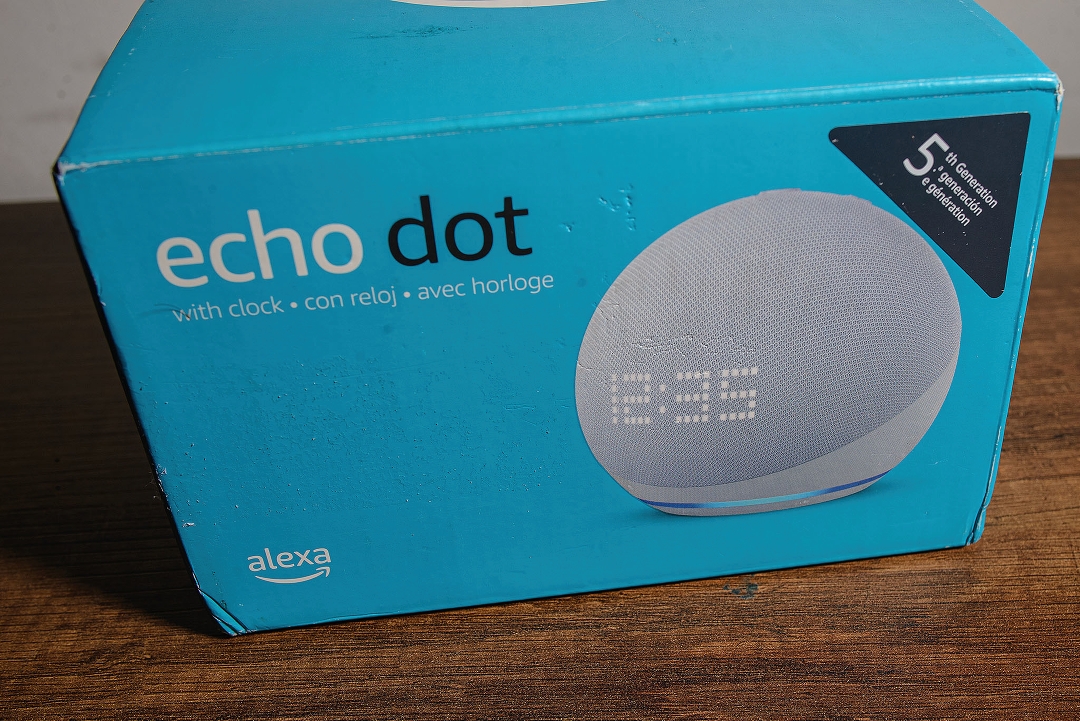 echo dot
with clock • con reloj • avec horloge
5th Generation
.ª generación
e génération
12:35
alexa